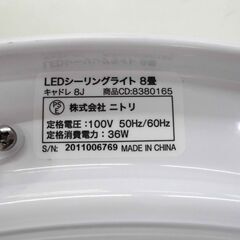 LEDシーリングライト 8畳
キャドレ 8J 商品CD:8380165
PSE 株式会社 ニトリ
定格電圧:100V 50Hz/60Hz
定格消費電力:36W
S/N: 2011006769 MADE IN CHINA